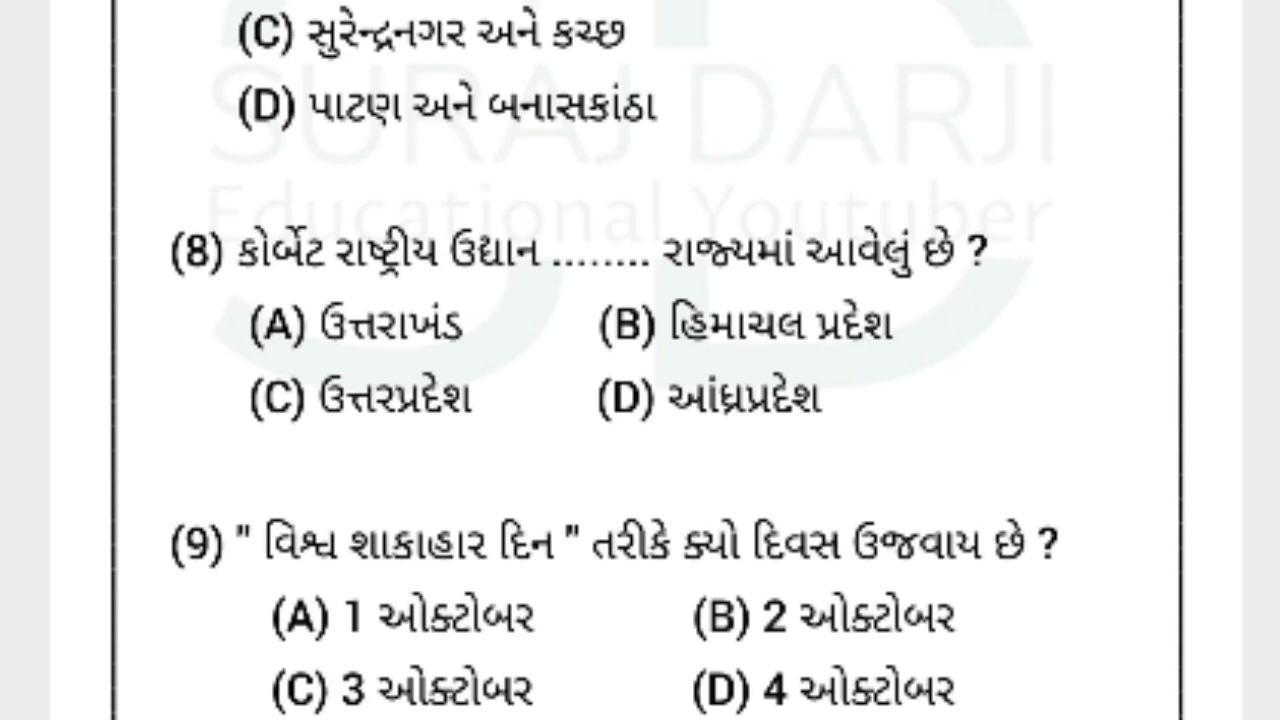 (C) સુરેન્દ્રનગર અને કચ્છ
(D) પાટણ અને બનાસકાંઠા
SURAJ DARJI
Educational Youtuber
(8) કોર્બેટ રાષ્ટ્રીય ઉદ્યાન ........ રાજ્યમાં આવેલું છે ?
(A) ઉત્તરાખંડ (B) હિમાચલ પ્રદેશ
(C) ઉત્તરપ્રદેશ (D) આંધ્રપ્રદેશ
(9) " વિશ્વ શાકાહાર દિન " તરીકે ક્યો દિવસ ઉજવાય છે ?
(A) 1 ઓક્ટોબર (B) 2 ઓક્ટોબર
(C) 3 ઓક્ટોબર (D) 4 ઓક્ટોબર